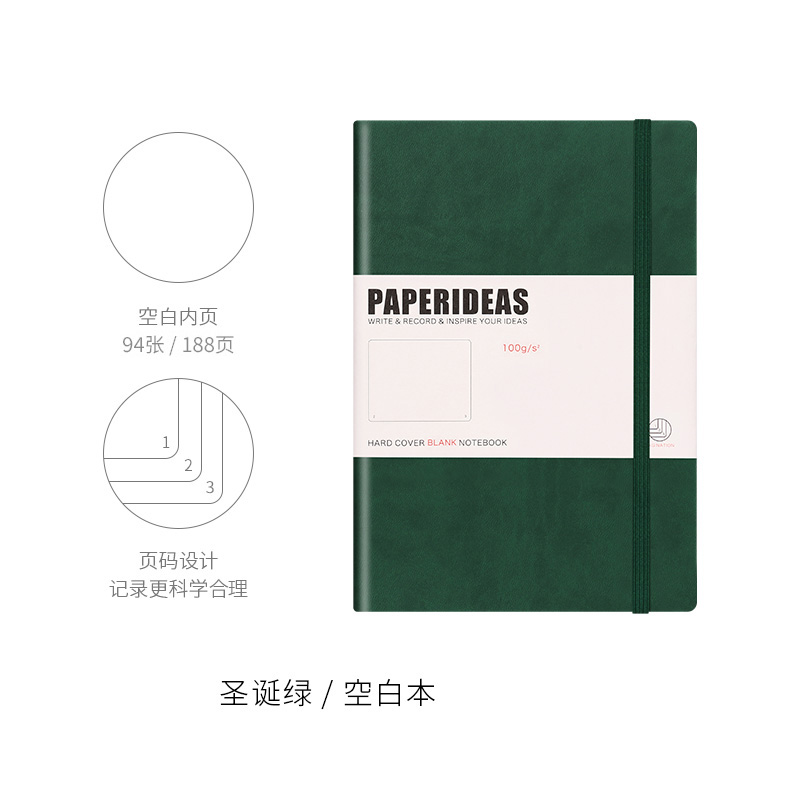 空白内页
94张 / 188页
1
2
3
页码设计
记录更科学合理
PAPERIDEAS
WRITE & RECORD & INSPIRE YOUR IDEAS
100g/s²
HARD COVER BLANK NOTEBOOK
圣诞绿 / 空白本